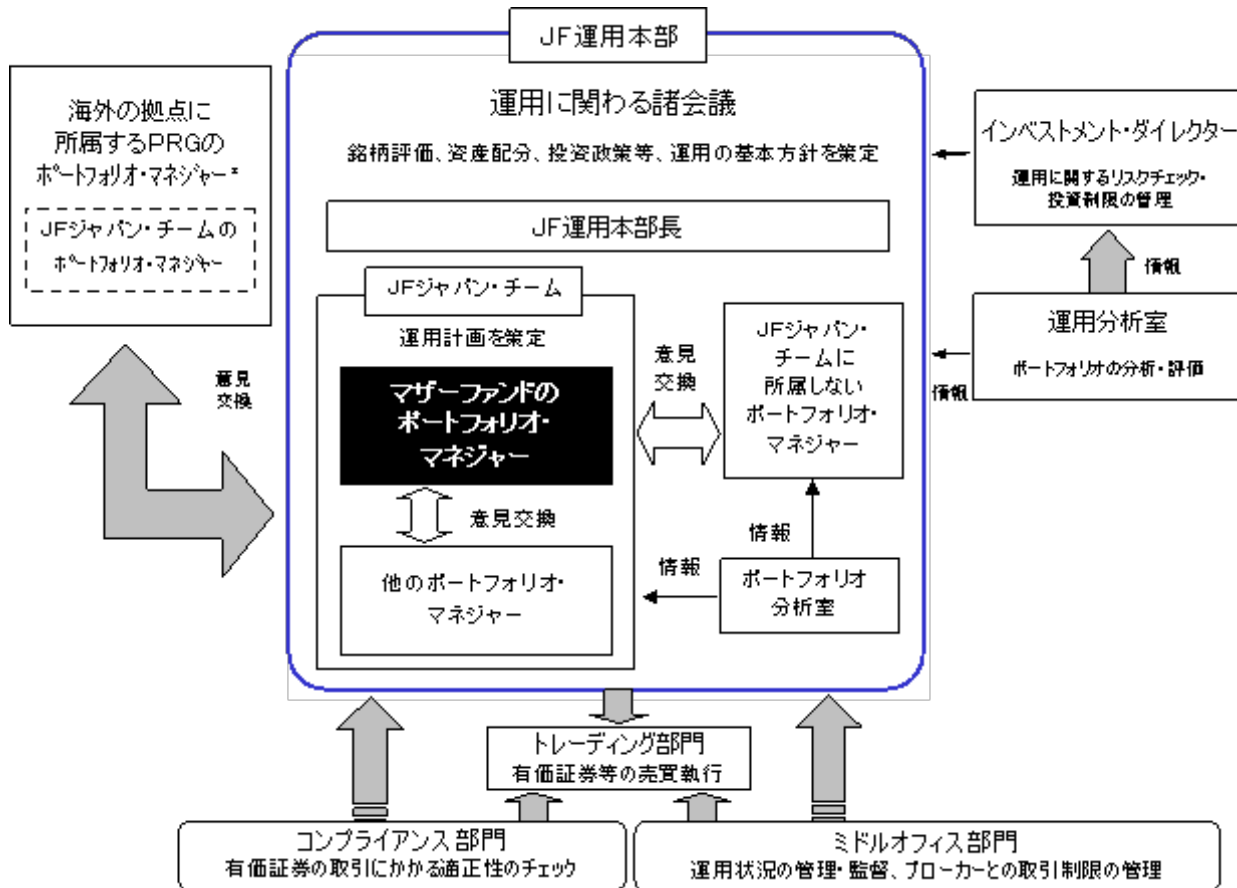 JF運用本部
海外の拠点に
所属するPRGの
ポートフォリオ・マネジャー*
JFジャパン・チームの
ポートフォリオ・マネジャー
意見
交換
運用に関わる諸会議
銘柄評価、資産配分、投資政策等、運用の基本方針を策定
JF運用本部長
JFジャパン・チーム
運用計画を策定
マザーファンドの
ポートフォリオ・
マネジャー
意見交換
他のポートフォリオ・
マネジャー
意見
交換
JFジャパン・
チームに
所属しない
ポートフォリオ・
マネジャー
情報
情報
ポートフォリオ
分析室
インベストメント・ダイレクター
運用に関するリスクチェック・
投資制限の管理
情報
運用分析室
ポートフォリオの分析・評価
情報
トレーディング部門
有価証券等の売買執行
コンプライアンス部門
有価証券の取引にかかる適正性のチェック
ミドルオフィス部門
運用状況の管理・監督、ブローカーとの取引制限の管理